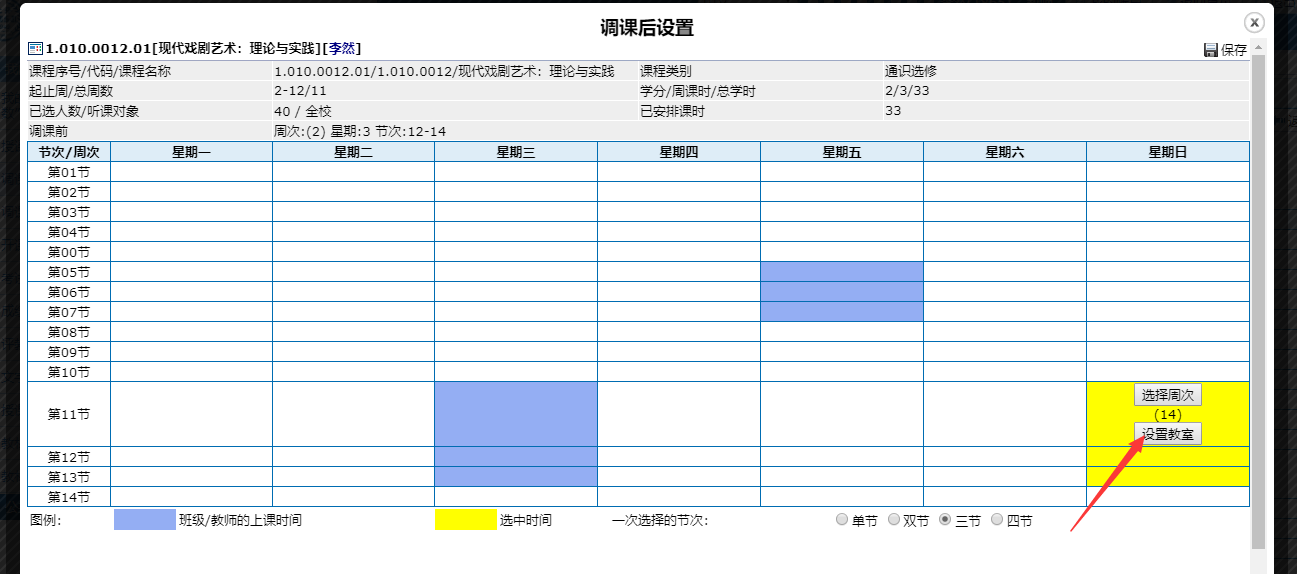 调课后设置
1.010.0012.01[现代戏剧艺术：理论与实践][李然] 保存
课程序号/代码/课程名称 1.010.0012.01/1.010.0012/现代戏剧艺术：理论与实践 课程类别 通识选修
起止周/总周数 2-12/11 学分/周课时/总学时 2/3/33
已选人数/听课对象 40 / 全校 已安排课时 33
调课前 周次:(2) 星期:3 节次:12-14
节次/周次 星期一 星期二 星期三 星期四 星期五 星期六 星期日
第01节
第02节
第03节
第04节
第00节
第05节
第06节
第07节
第08节
第09节
第10节
选择周次
第11节 (14)
设置教室
第12节
第13节
第14节
图例: 班级/教师的上课时间 选中时间 一次选择的节次: 单节 双节 三节 四节